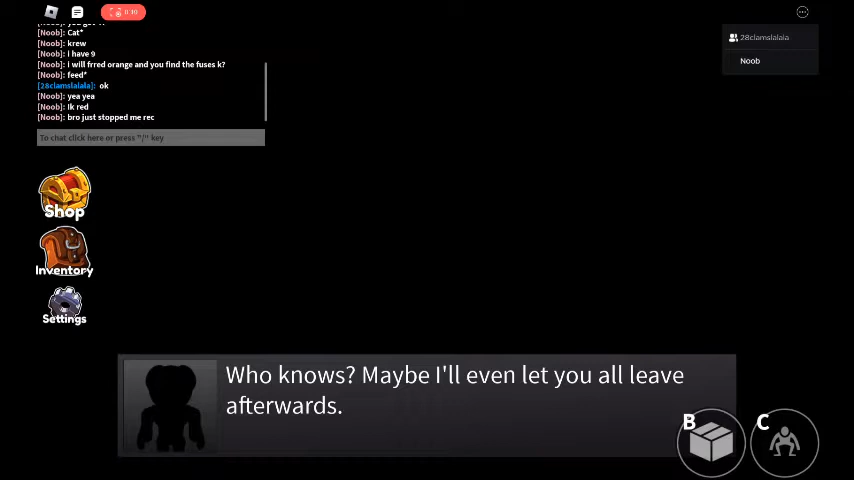 0:10
[Noob]: Cat*
[Noob]: krew
[Noob]: i have 9
[Noob]: i will frred orange and you find the fuses k?
[Noob]: feed*
[28clamslalala]: ok
[Noob]: yea yea
[Noob]: Ik red
[Noob]: bro just stopped me rec
To chat click here or press "/" key
28clamslalala
Noob
Shop
Inventory
Settings
Who knows? Maybe I'll even let you all leave
afterwards.
B
C